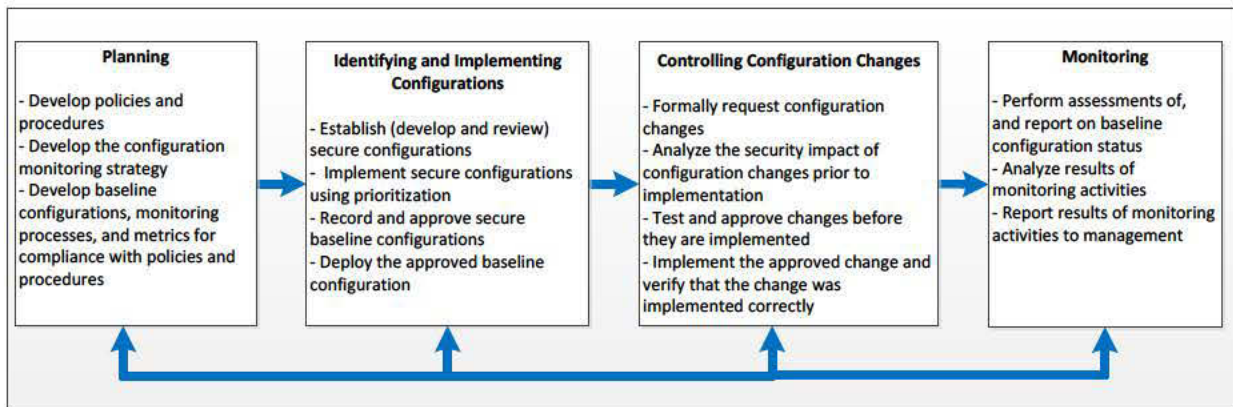 Planning
- Develop policies and
procedures
- Develop the configuration
monitoring strategy
- Develop baseline
configurations, monitoring
processes, and metrics for
compliance with policies and
procedures
Identifying and Implementing
Configurations
- Establish (develop and review)
secure configurations
- Implement secure configurations
using prioritization
- Record and approve secure
baseline configurations
- Deploy the approved baseline
configuration
Controlling Configuration Changes
- Formally request configuration
changes
- Analyze the security impact of
configuration changes prior to
implementation
- Test and approve changes before
they are implemented
- Implement the approved change and
verify that the change was
implemented correctly
Monitoring
- Perform assessments of,
and report on baseline
configuration status
- Analyze results of
monitoring activities
- Report results of monitoring
activities to management